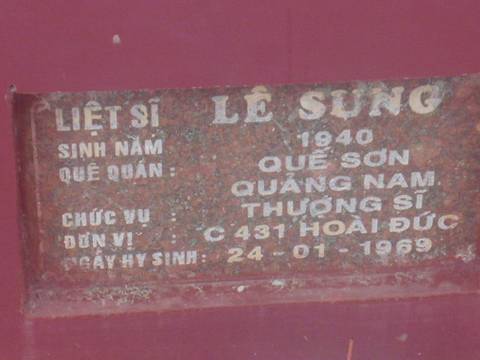 LIỆT SĨ LÊ SUNG
SINH NĂM 1940
QUÊ QUÁN : QUẾ SƠN
QUẢNG NAM
CHỨC VỤ : THƯỢNG SĨ
ĐƠN VỊ : C 431 HOÀI ĐỨC
NGÀY HY SINH: 24-01-1969